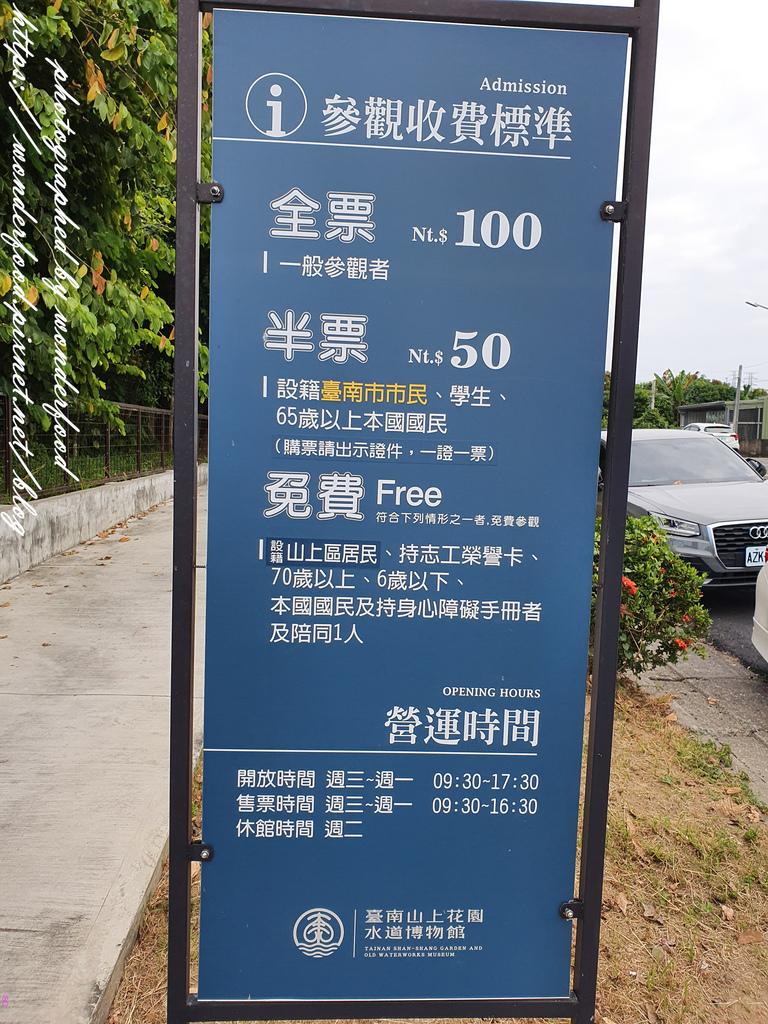 Admission
i 參觀收費標準
全票 Nt.$ 100
一般參觀者
半票 Nt.$ 50
設籍臺南市市民、學生、
65歲以上本國國民
(購票請出示證件,一證一票)
免費 Free
符合下列情形之一者,免費參觀
設籍山上區居民、持志工榮譽卡、
70歲以上、6歲以下、
本國國民及持身心障礙手冊者
及陪同1人
OPENING HOURS
營運時間
開放時間 週三~週一 09:30~17:30
售票時間 週三~週一 09:30~16:30
休館時間 週二
臺南山上花園
水道博物館
TAINAN SHAN-SHANG GARDEN AND
OLD WATERWORKS MUSEUM
photographed by wonderfood
https://wonderfood.pixnet.net/blog
AZK